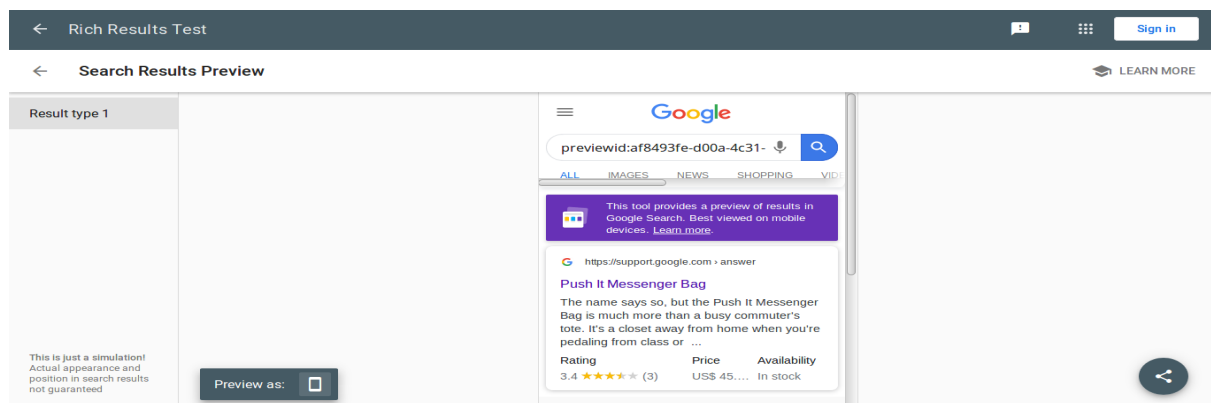 Rich Results Test
Sign in
Search Results Preview
LEARN MORE
Result type 1
Google
previewid:af8493fe-d00a-4c31-
ALL IMAGES NEWS SHOPPING VIDE
This tool provides a preview of results in
Google Search. Best viewed on mobile
devices. Learn more.
G https://support.google.com › answer
Push It Messenger Bag
The name says so, but the Push It Messenger
Bag is much more than a busy commuter's
tote. It's a closet away from home when you're
pedaling from class or ...
Rating Price Availability
3.4 ★★★★★ (3) US$ 45.... In stock
This is just a simulation!
Actual appearance and
position in search results
not guaranteed
Preview as: